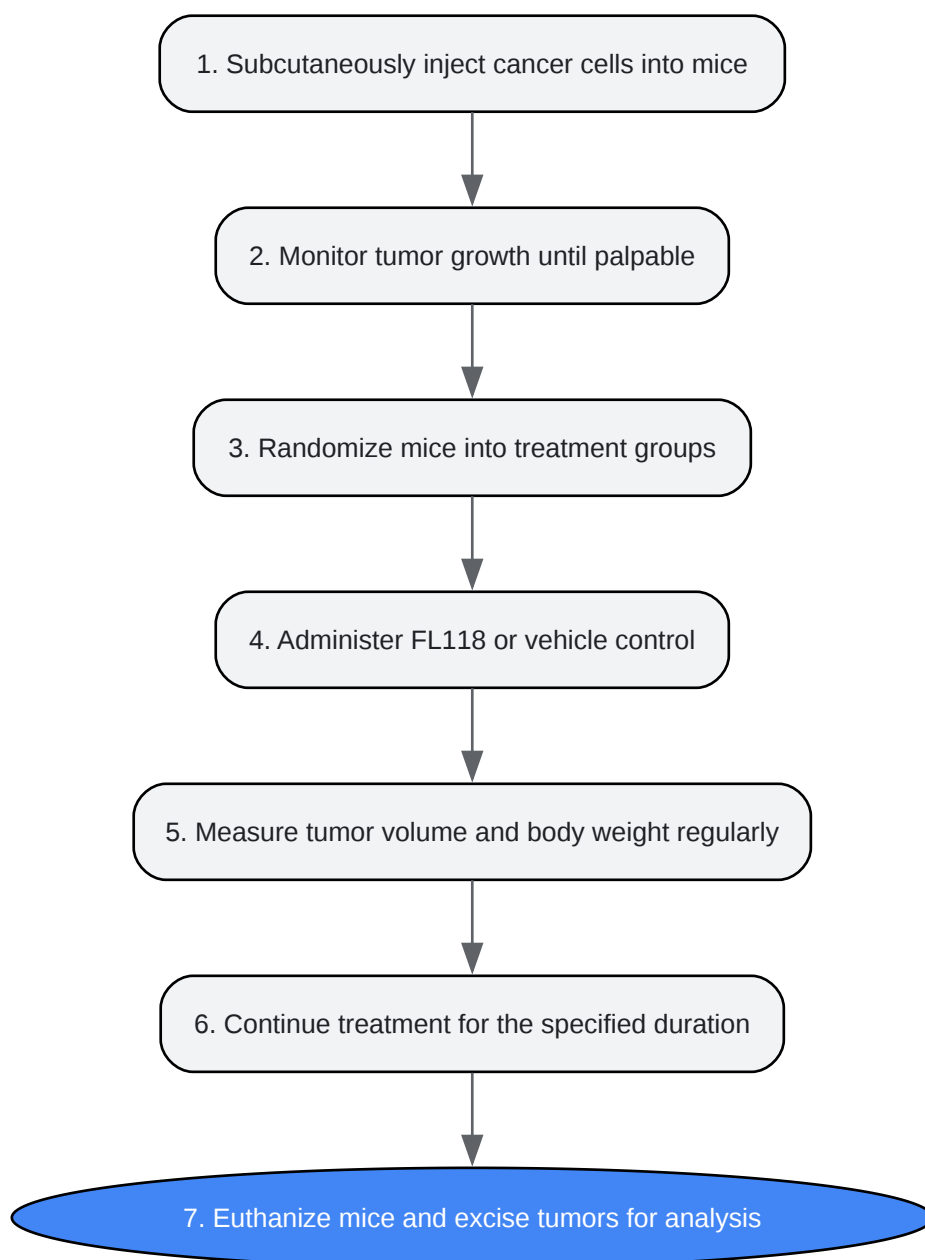 1. Subcutaneously inject cancer cells into mice
2. Monitor tumor growth until palpable
3. Randomize mice into treatment groups
4. Administer FL118 or vehicle control
5. Measure tumor volume and body weight regularly
6. Continue treatment for the specified duration
7. Euthanize mice and excise tumors for analysis